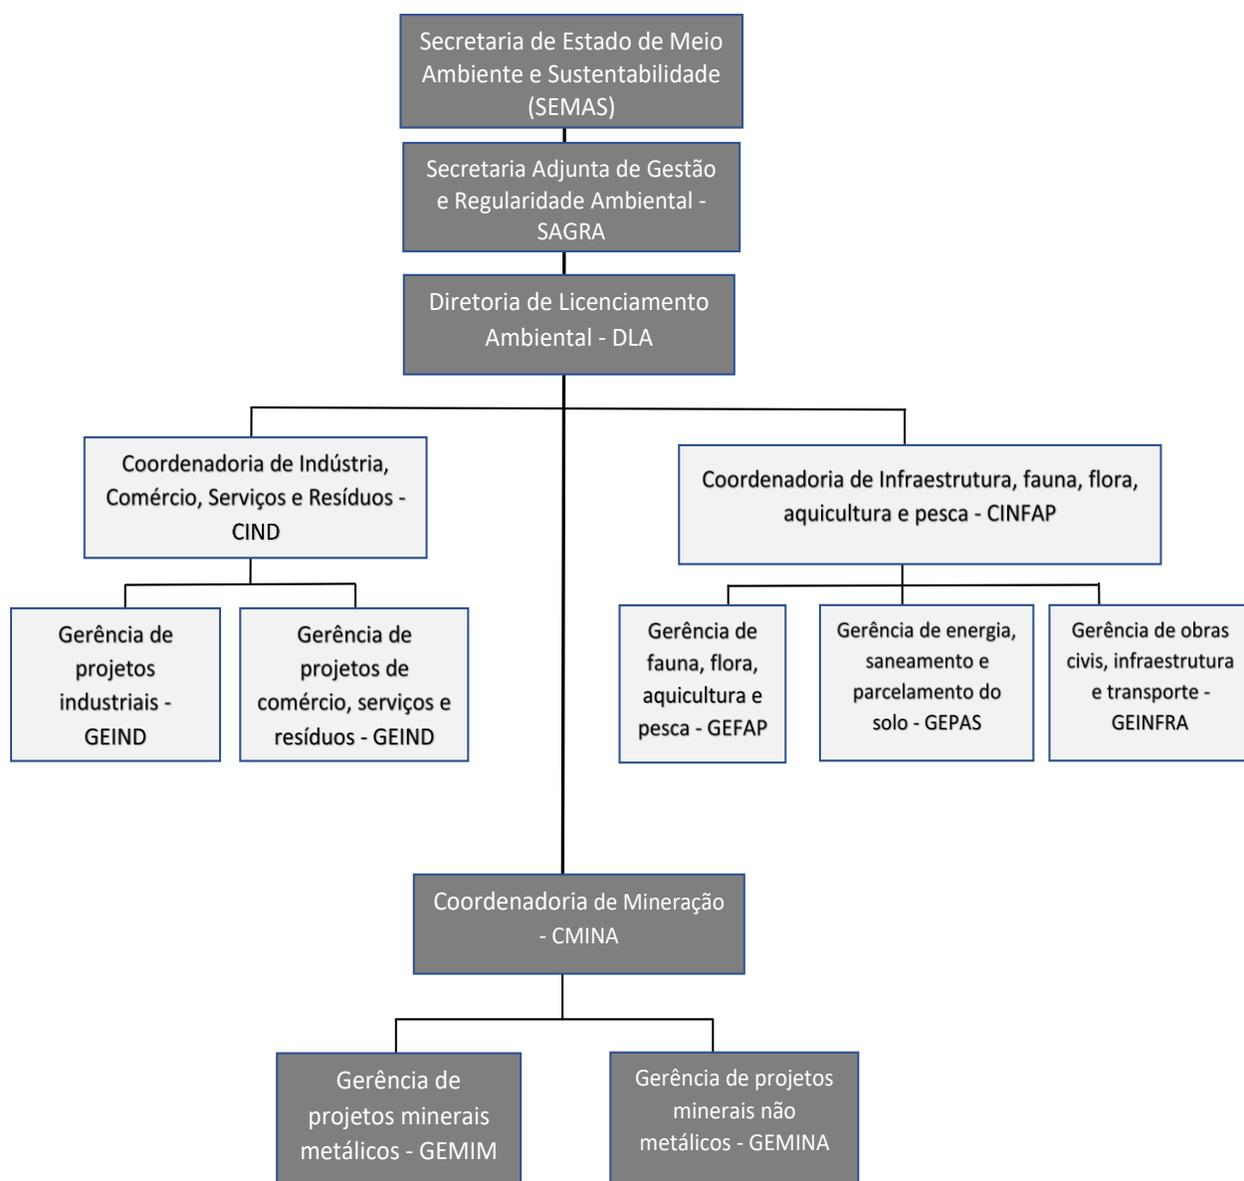 Secretaria de Estado de Meio
Ambiente e Sustentabilidade
(SEMAS)
Secretaria Adjunta de Gestão
e Regularidade Ambiental -
SAGRA
Diretoria de Licenciamento
Ambiental - DLA
Coordenadoria de Indústria,
Comércio, Serviços e Resíduos -
CIND
Coordenadoria de Infraestrutura, fauna, flora,
aquicultura e pesca - CINFAP
Gerência de
projetos
industriais -
GEIND
Gerência de
projetos de
comércio, serviços e
resíduos - GEIND
Gerência de
fauna, flora,
aquicultura e
pesca - GEFAP
Gerência de energia,
saneamento e
parcelamento do
solo - GEPAS
Gerência de obras
civis, infraestrutura
e transporte -
GEINFRA
Coordenadoria de Mineração
- CMINA
Gerência de
projetos minerais
metálicos - GEMIM
Gerência de projetos
minerais não
metálicos - GEMINA